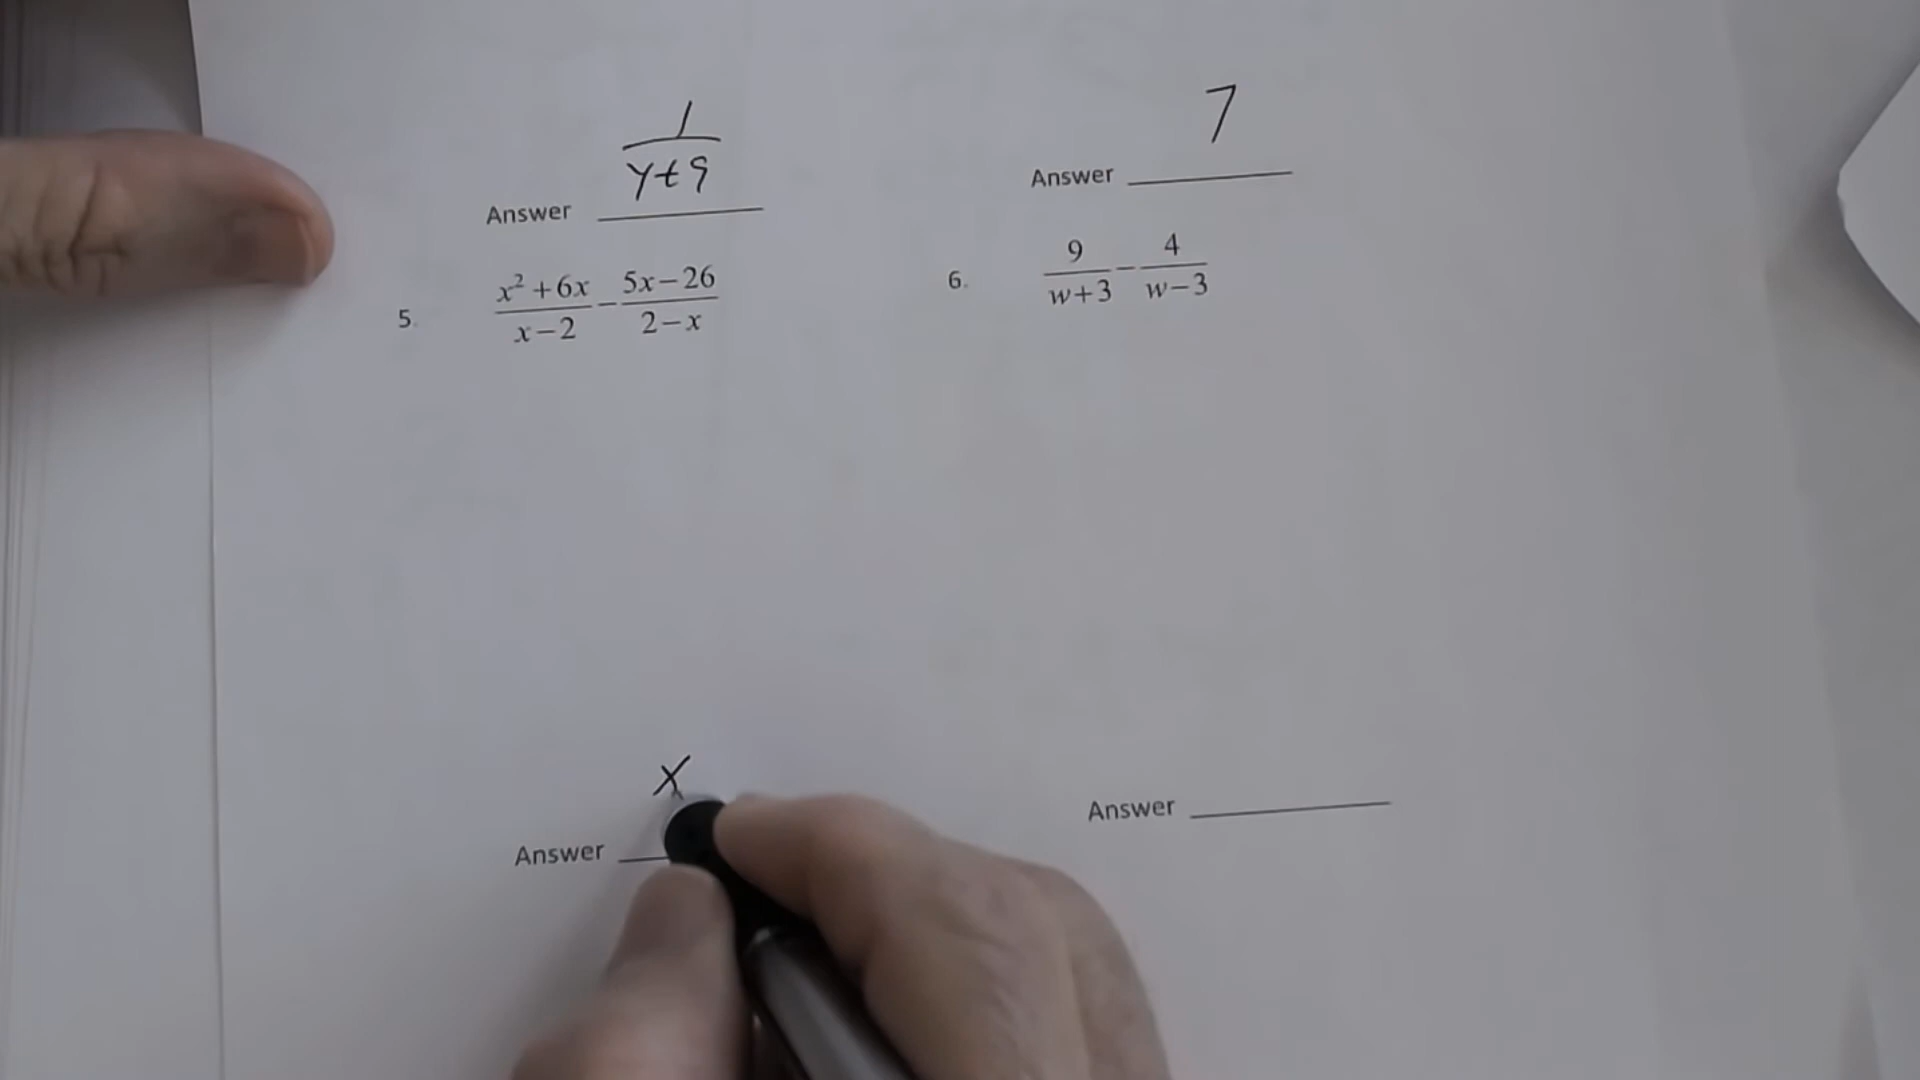 1
y+9
Answer
7
Answer
5. x² + 6x / x − 2 − 5x − 26 / 2 − x
6. 9 / w + 3 − 4 / w − 3
x
Answer
Answer